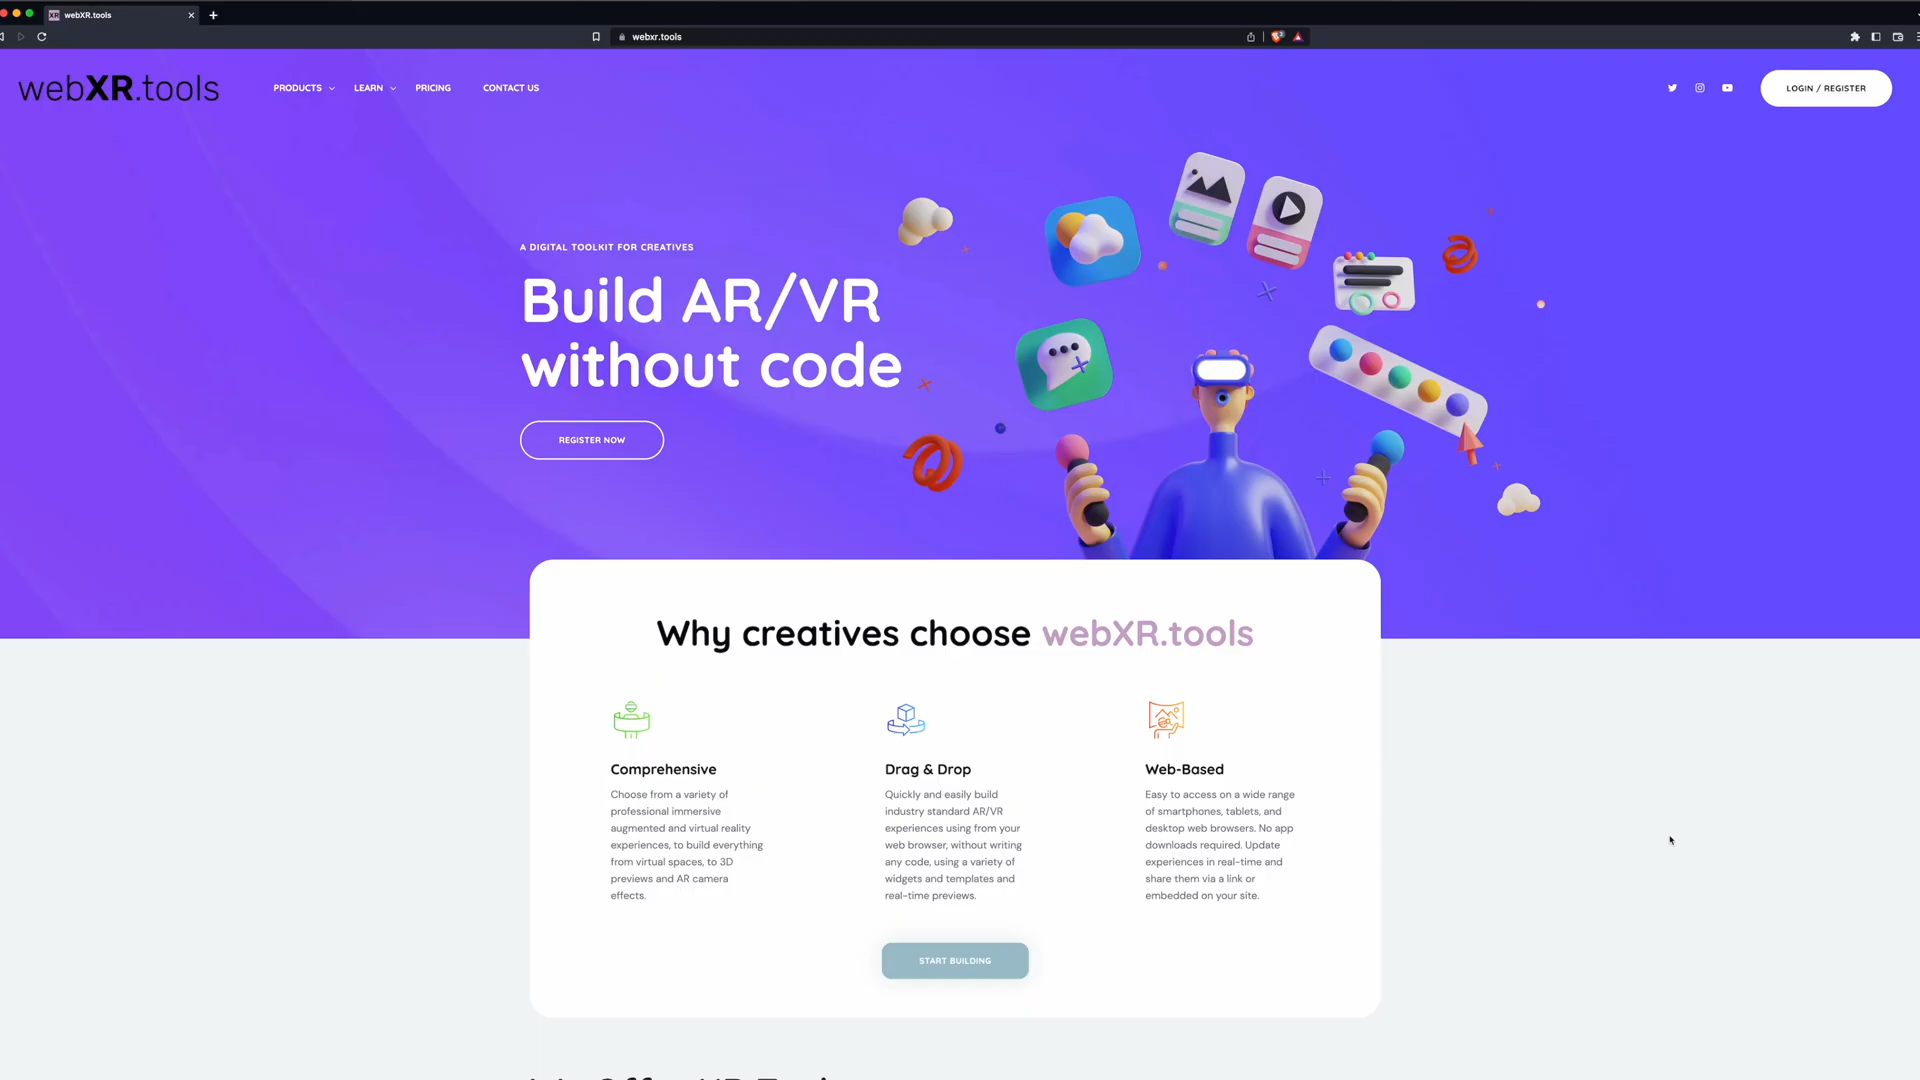 webXR.tools
webxr.tools
webXR.tools
PRODUCTS
LEARN
PRICING
CONTACT US
LOGIN / REGISTER
A DIGITAL TOOLKIT FOR CREATIVES
Build AR/VR
without code
REGISTER NOW
Why creatives choose webXR.tools
Comprehensive
Choose from a variety of
professional immersive
augmented and virtual reality
experiences, to build everything
from virtual spaces, to 3D
previews and AR camera
effects.
Drag & Drop
Quickly and easily build
industry standard AR/VR
experiences using from your
web browser, without writing
any code, using a variety of
widgets and templates and
real-time previews.
Web-Based
Easy to access on a wide range
of smartphones, tablets, and
desktop web browsers. No app
downloads required. Update
experiences in real-time and
share them via a link or
embedded on your site.
START BUILDING